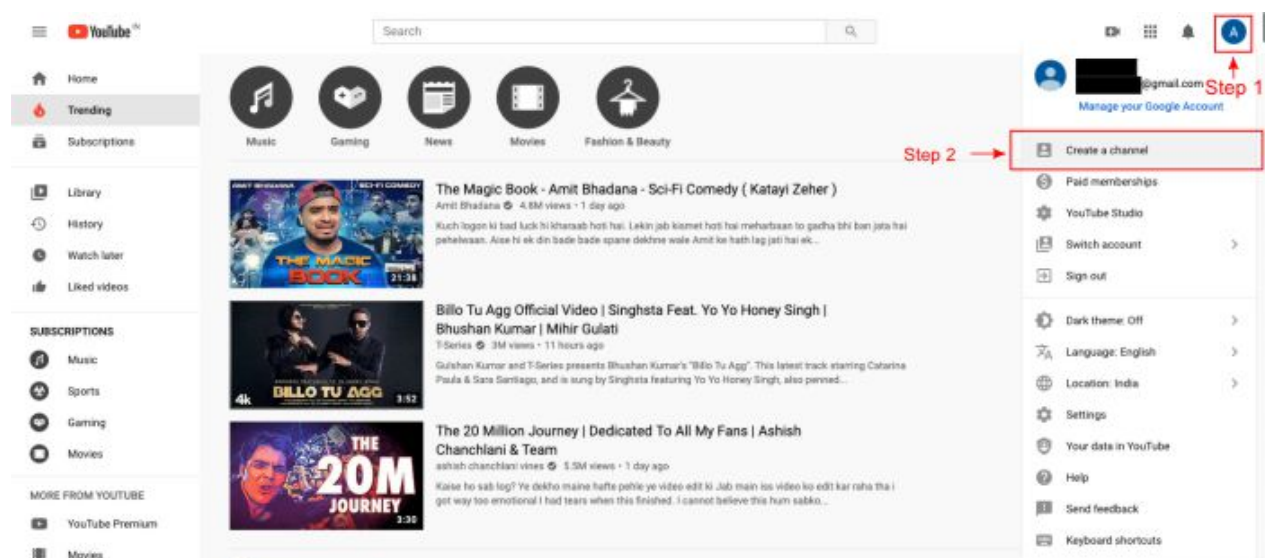 YouTube IN
Search
A
Home
Trending
Subscriptions
Library
History
Watch later
Liked videos
SUBSCRIPTIONS
Music
Sports
Gaming
Movies
MORE FROM YOUTUBE
YouTube Premium
Movies
Music
Gaming
News
Movies
Fashion & Beauty
AMIT BHADANA
SCI-FI COMEDY
THE MAGIC
BOOK
21:38
The Magic Book - Amit Bhadana - Sci-Fi Comedy ( Katayi Zeher )
Amit Bhadana 4.8M views • 1 day ago
Kuch logon ki bad luck hi kharaab hoti hai. Lekin jab kismet hoti hai meharbaan to gadha bhi ban jata hai
pehelwaan. Aise hi ek din bade bade spane dekhne wale Amit ke hath lag jati hai ek...
4k
BILLO TU AGG
3:52
Billo Tu Agg Official Video | Singhsta Feat. Yo Yo Honey Singh |
Bhushan Kumar | Mihir Gulati
T-Series 3M views • 11 hours ago
Gulshan Kumar and T-Series presents Bhushan Kumar's "Billo Tu Agg". This latest track starring Catarina
Paula & Sara Santiago, and is sung by Singhsta featuring Yo Yo Honey Singh, also penned...
THE
20M
JOURNEY
3:30
The 20 Million Journey | Dedicated To All My Fans | Ashish
Chanchlani & Team
ashish chanchlani vines 5.5M views • 1 day ago
Kaise ho sab log? Ye dekho maine hafte pehle ye video edit ki Jab main iss video ko edit kar raha tha i
got way too emotional I had tears when this finished. I cannot believe this hum sabko...
@gmail.com
Step 1
Manage your Google Account
Step 2
Create a channel
Paid memberships
YouTube Studio
Switch account
Sign out
Dark theme: Off
Language: English
Location: India
Settings
Your data in YouTube
Help
Send feedback
Keyboard shortcuts